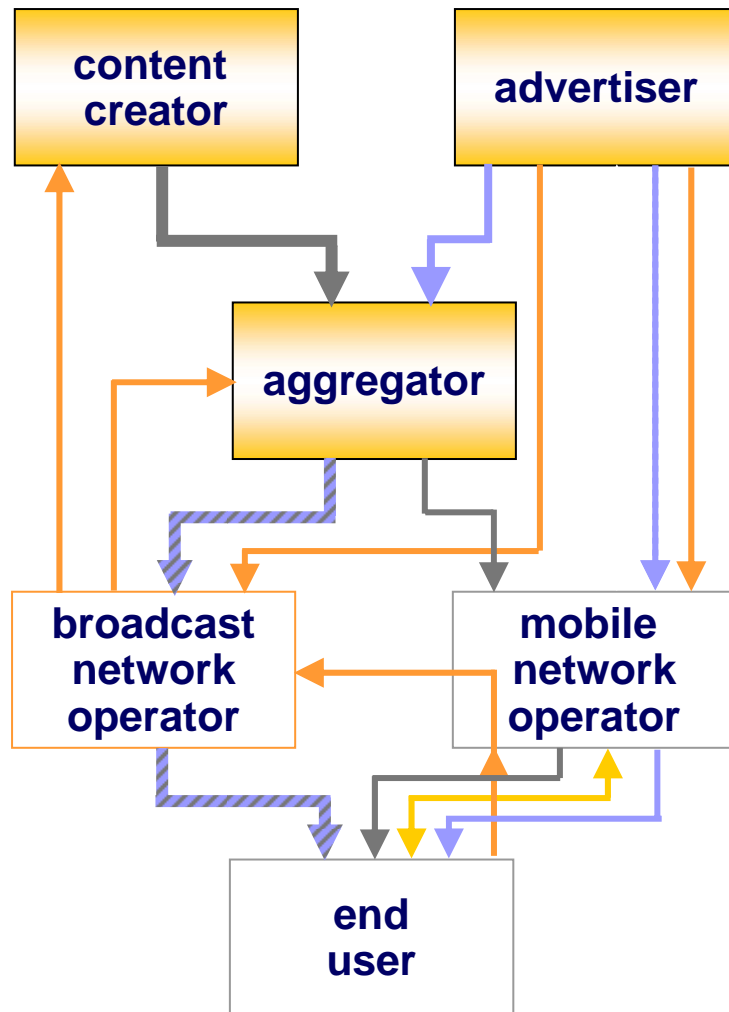 content
creator
advertiser
aggregator
broadcast
network
operator
mobile
network
operator
end
user